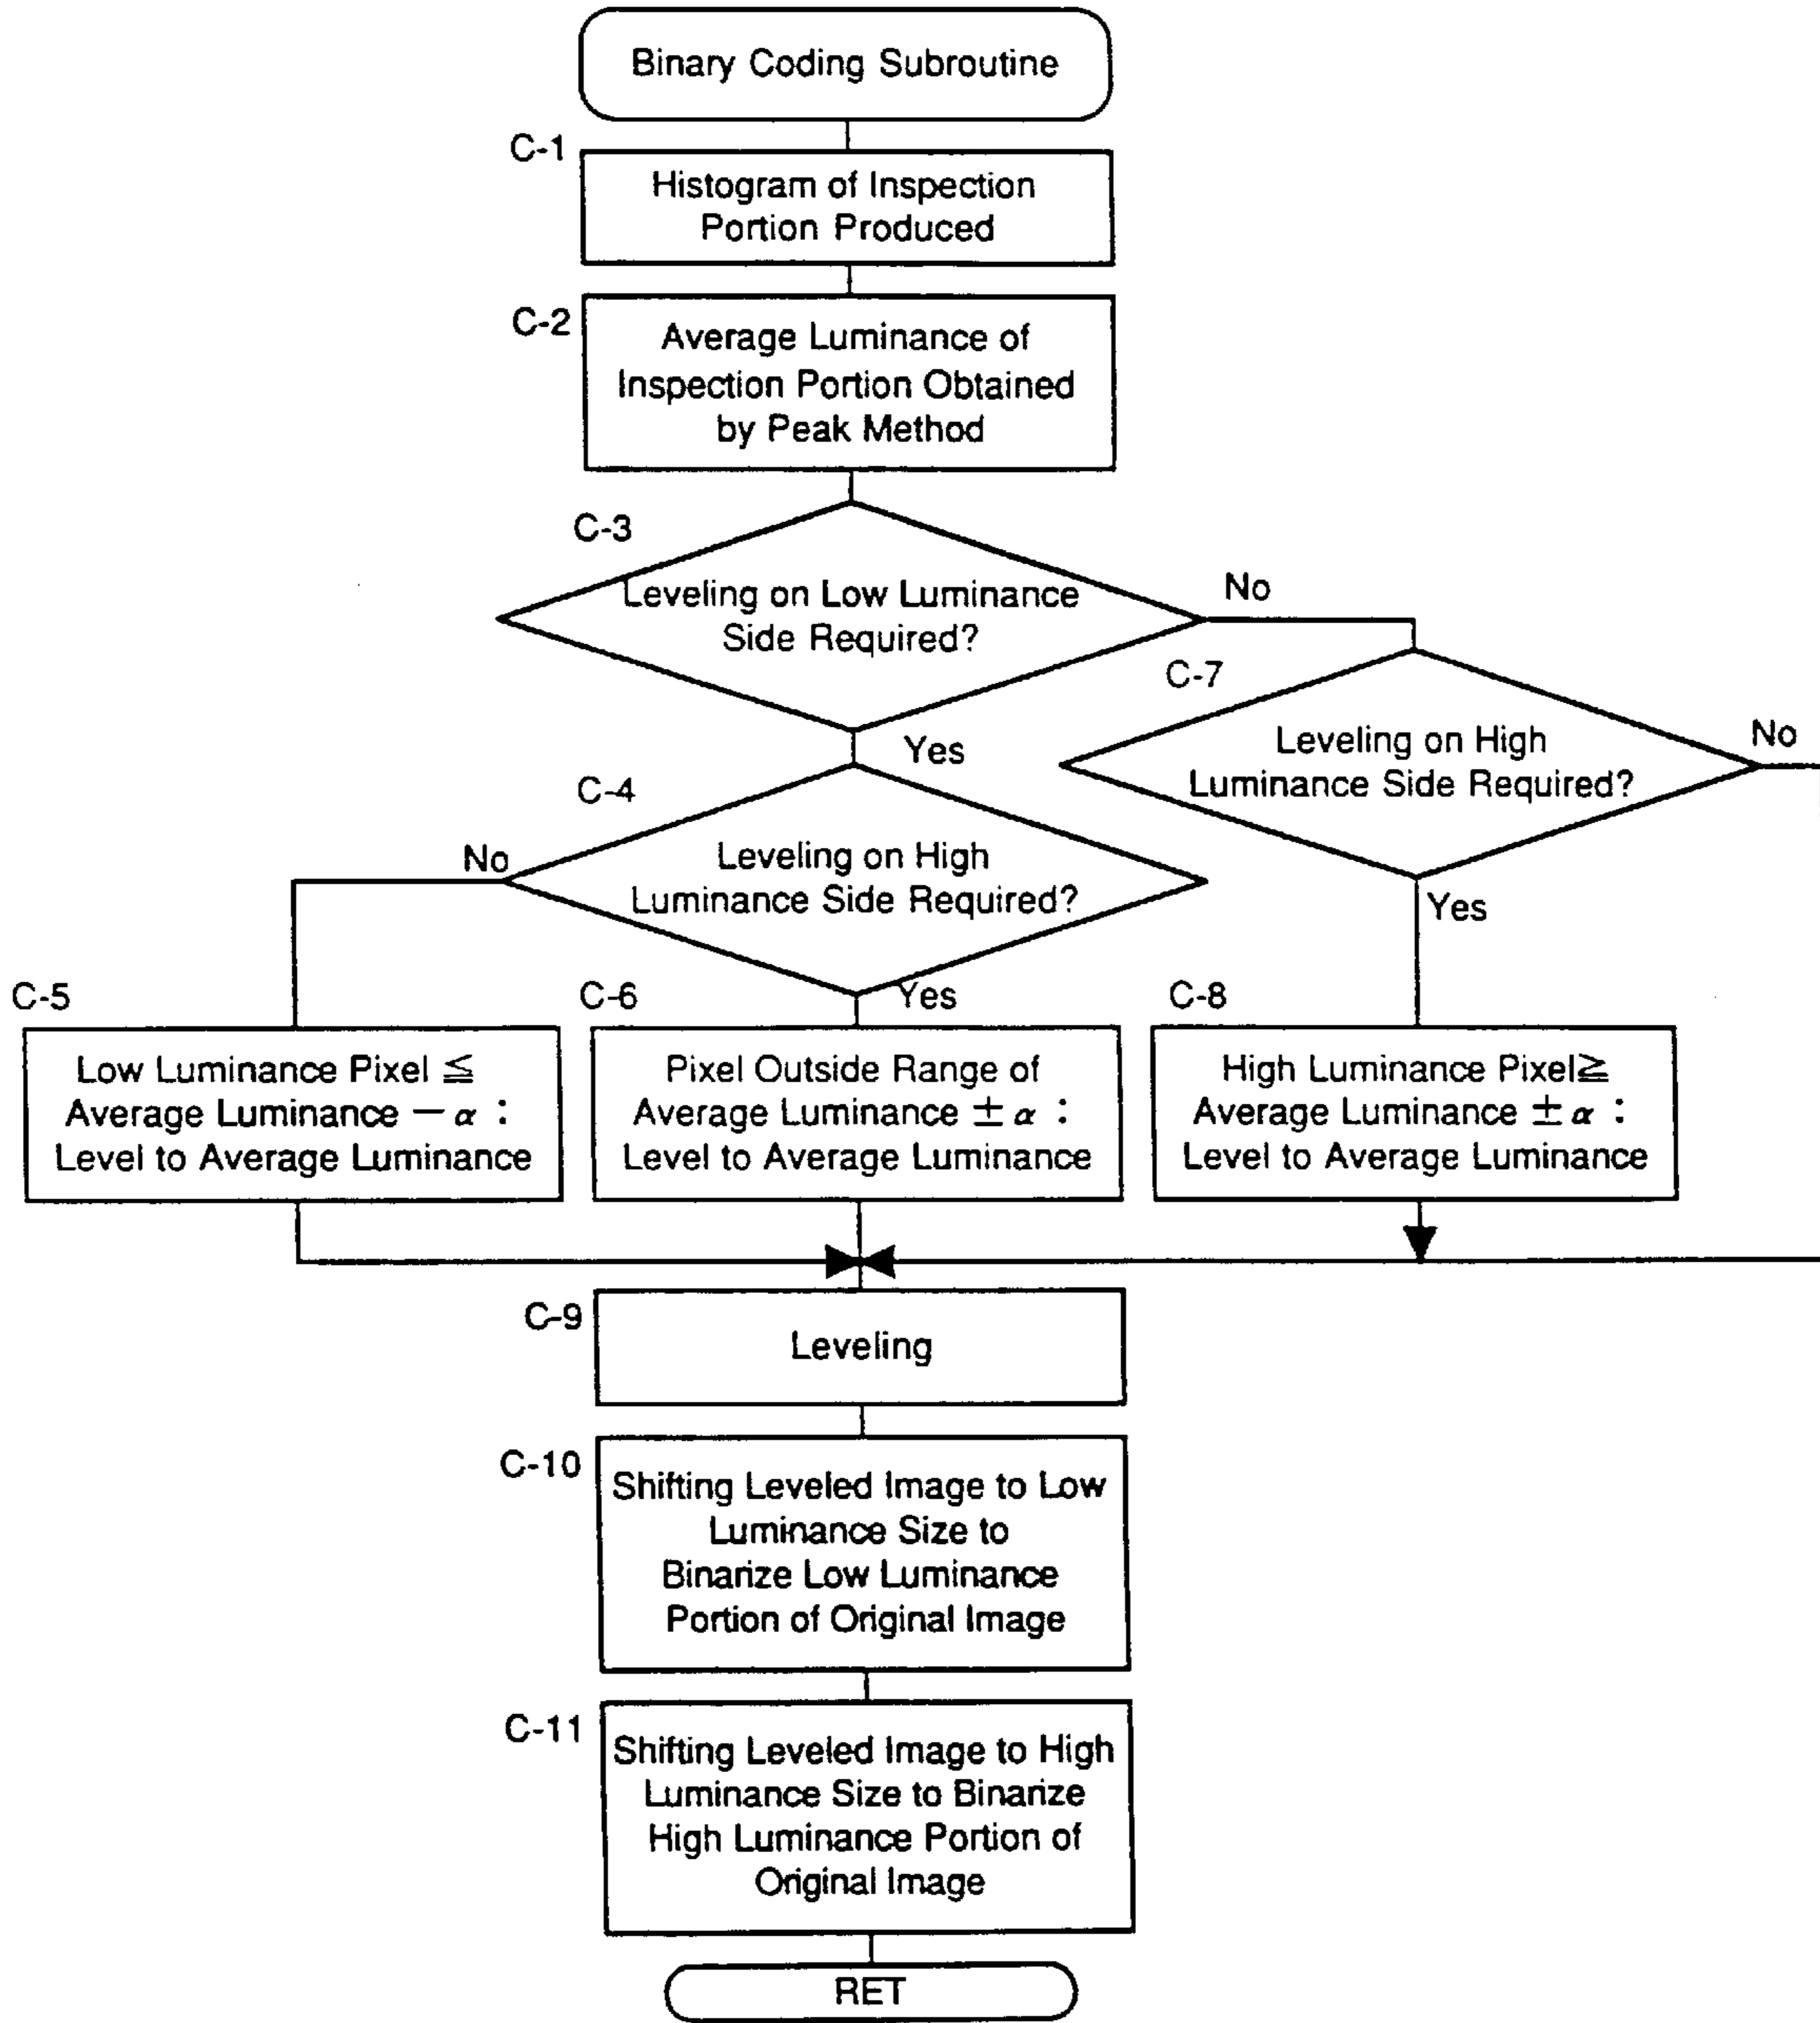 Binary Coding Subroutine
C-1
Histogram of Inspection
Portion Produced
C-2
Average Luminance of
Inspection Portion Obtained
by Peak Method
C-3
Leveling on Low Luminance
Side Required?
No
Yes
C-7
Leveling on High
Luminance Side Required?
No
Yes
C-4
Leveling on High
Luminance Side Required?
No
Yes
C-5
Low Luminance Pixel ≦
Average Luminance － α :
Level to Average Luminance
C-6
Pixel Outside Range of
Average Luminance ± α :
Level to Average Luminance
C-8
High Luminance Pixel≧
Average Luminance ± α :
Level to Average Luminance
C-9
Leveling
C-10
Shifting Leveled Image to Low
Luminance Size to
Binarize Low Luminance
Portion of Original Image
C-11
Shifting Leveled Image to High
Luminance Size to Binarize
High Luminance Portion of
Original Image
RET